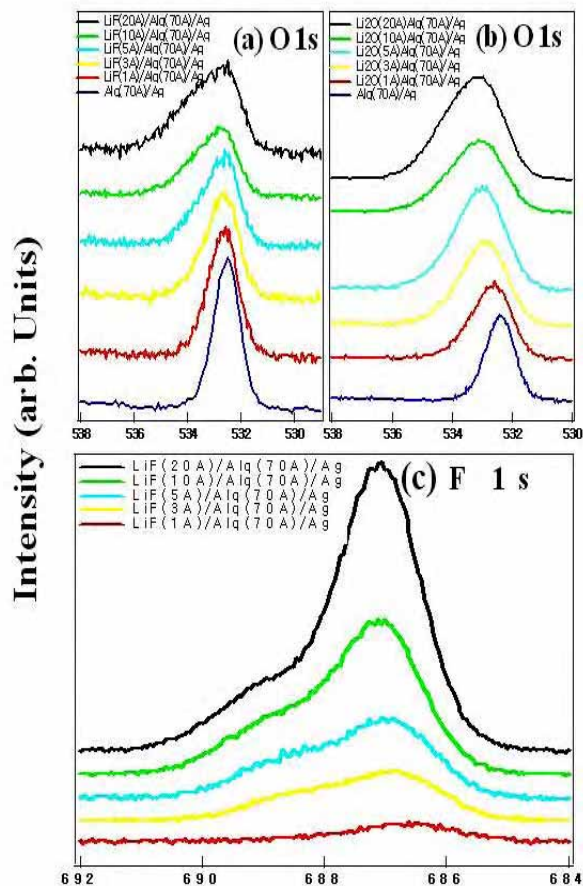 LiF(20A)/Alq(70A)/Ag
LiF(10A)/Alq(70A)/Ag
LiF(5A)/Alq(70A)/Ag
LiF(3A)/Alq(70A)/Ag
LiF(1A)/Alq(70A)/Ag
Alq(70A)/Ag
(a) O 1s
538 536 534 532 530
Li2O(20A)Alq(70A)/Ag
Li2O(10A)Alq(70A)/Ag
Li2O(5A)Alq(70A)/Ag
Li2O(3A)Alq(70A)/Ag
Li2O(1A)Alq(70A)/Ag
Alq(70A)/Ag
(b) O 1s
538 536 534 532 530
Intensity (arb. Units)
LiF(20A)/Alq(70A)/Ag
LiF(10A)/Alq(70A)/Ag
LiF(5A)/Alq(70A)/Ag
LiF(3A)/Alq(70A)/Ag
LiF(1A)/Alq(70A)/Ag
(c) F 1s
692 690 688 686 684